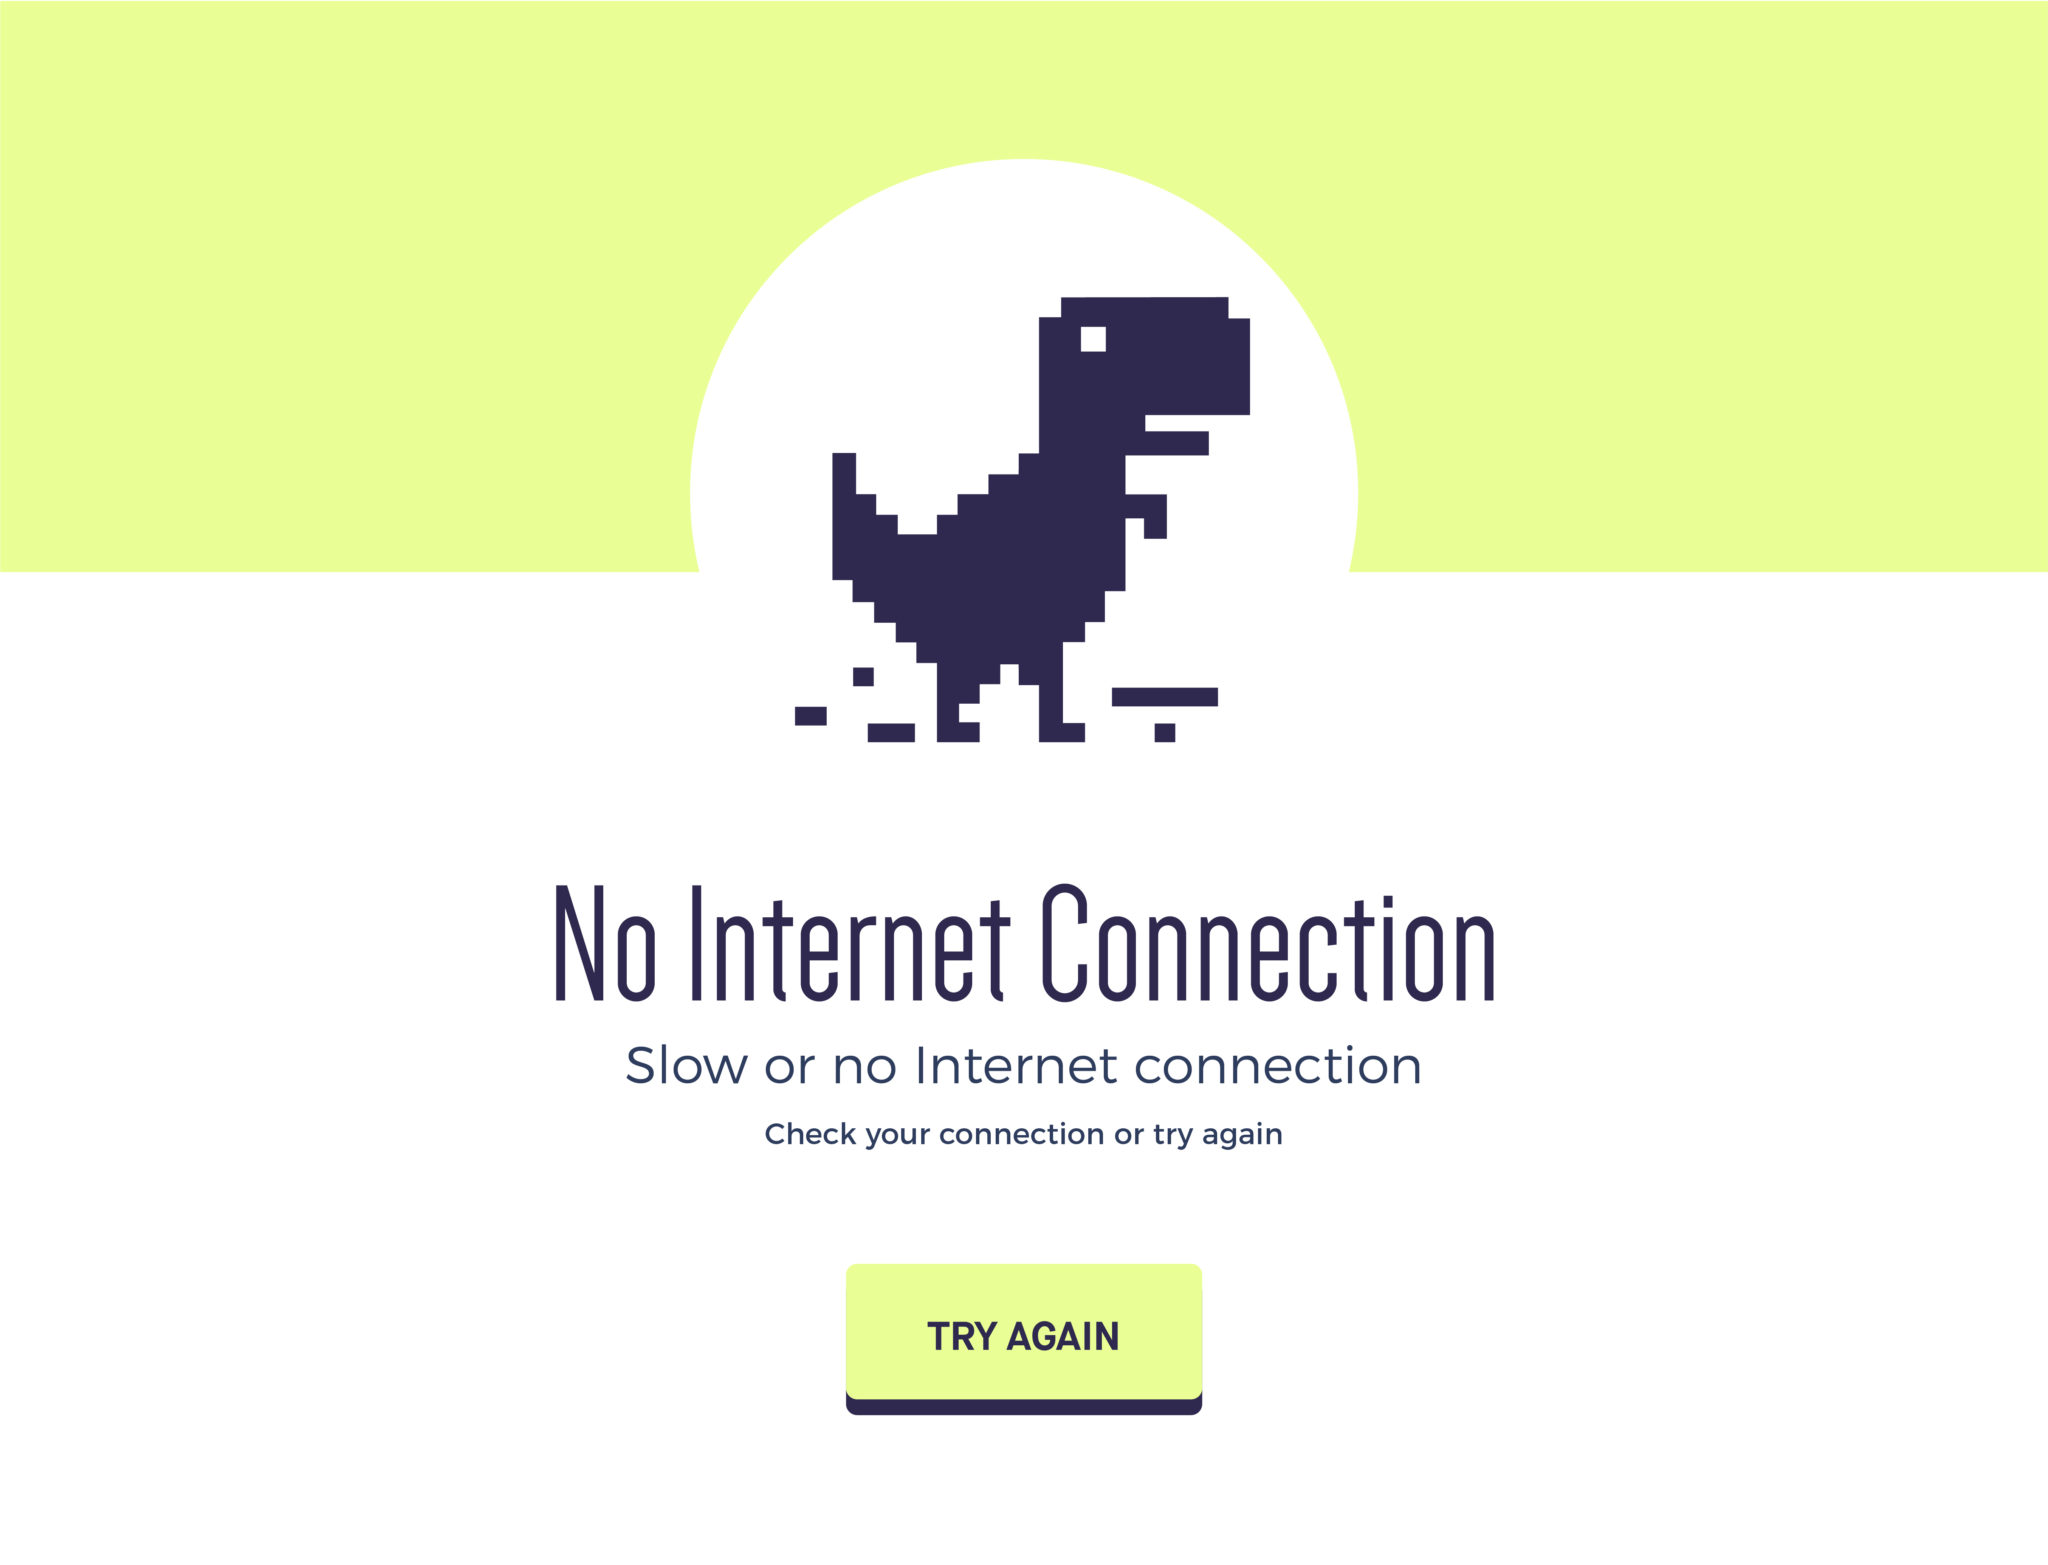 No Internet Connection
Slow or no Internet connection
Check your connection or try again
TRY AGAIN